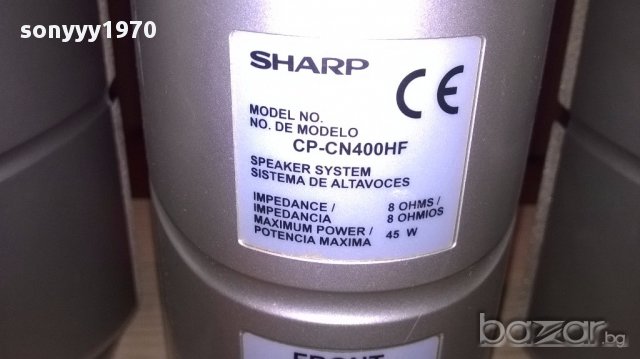 sonyyy1970
SHARP
CE
MODEL NO.
NO. DE MODELO
CP-CN400HF
SPEAKER SYSTEM
SISTEMA DE ALTAVOCES
IMPEDANCE / 8 OHMS /
IMPEDANCIA 8 OHMIOS
MAXIMUM POWER / 45 W
POTENCIA MAXIMA
FRONT
bazar.bg